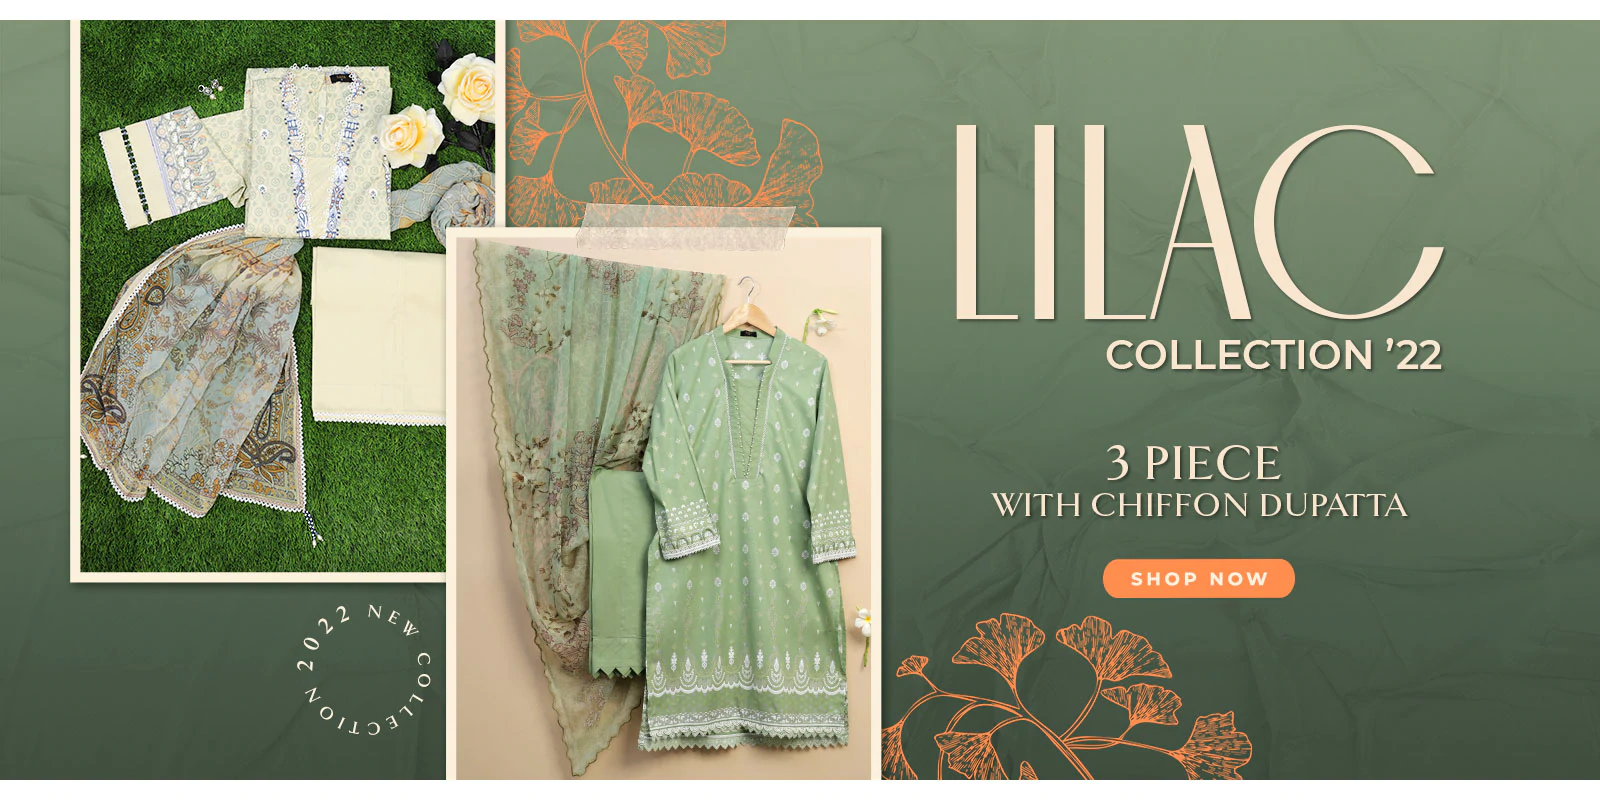 LILAC
COLLECTION ’22
3 PIECE
WITH CHIFFON DUPATTA
SHOP NOW
2022 NEW COLLECTION